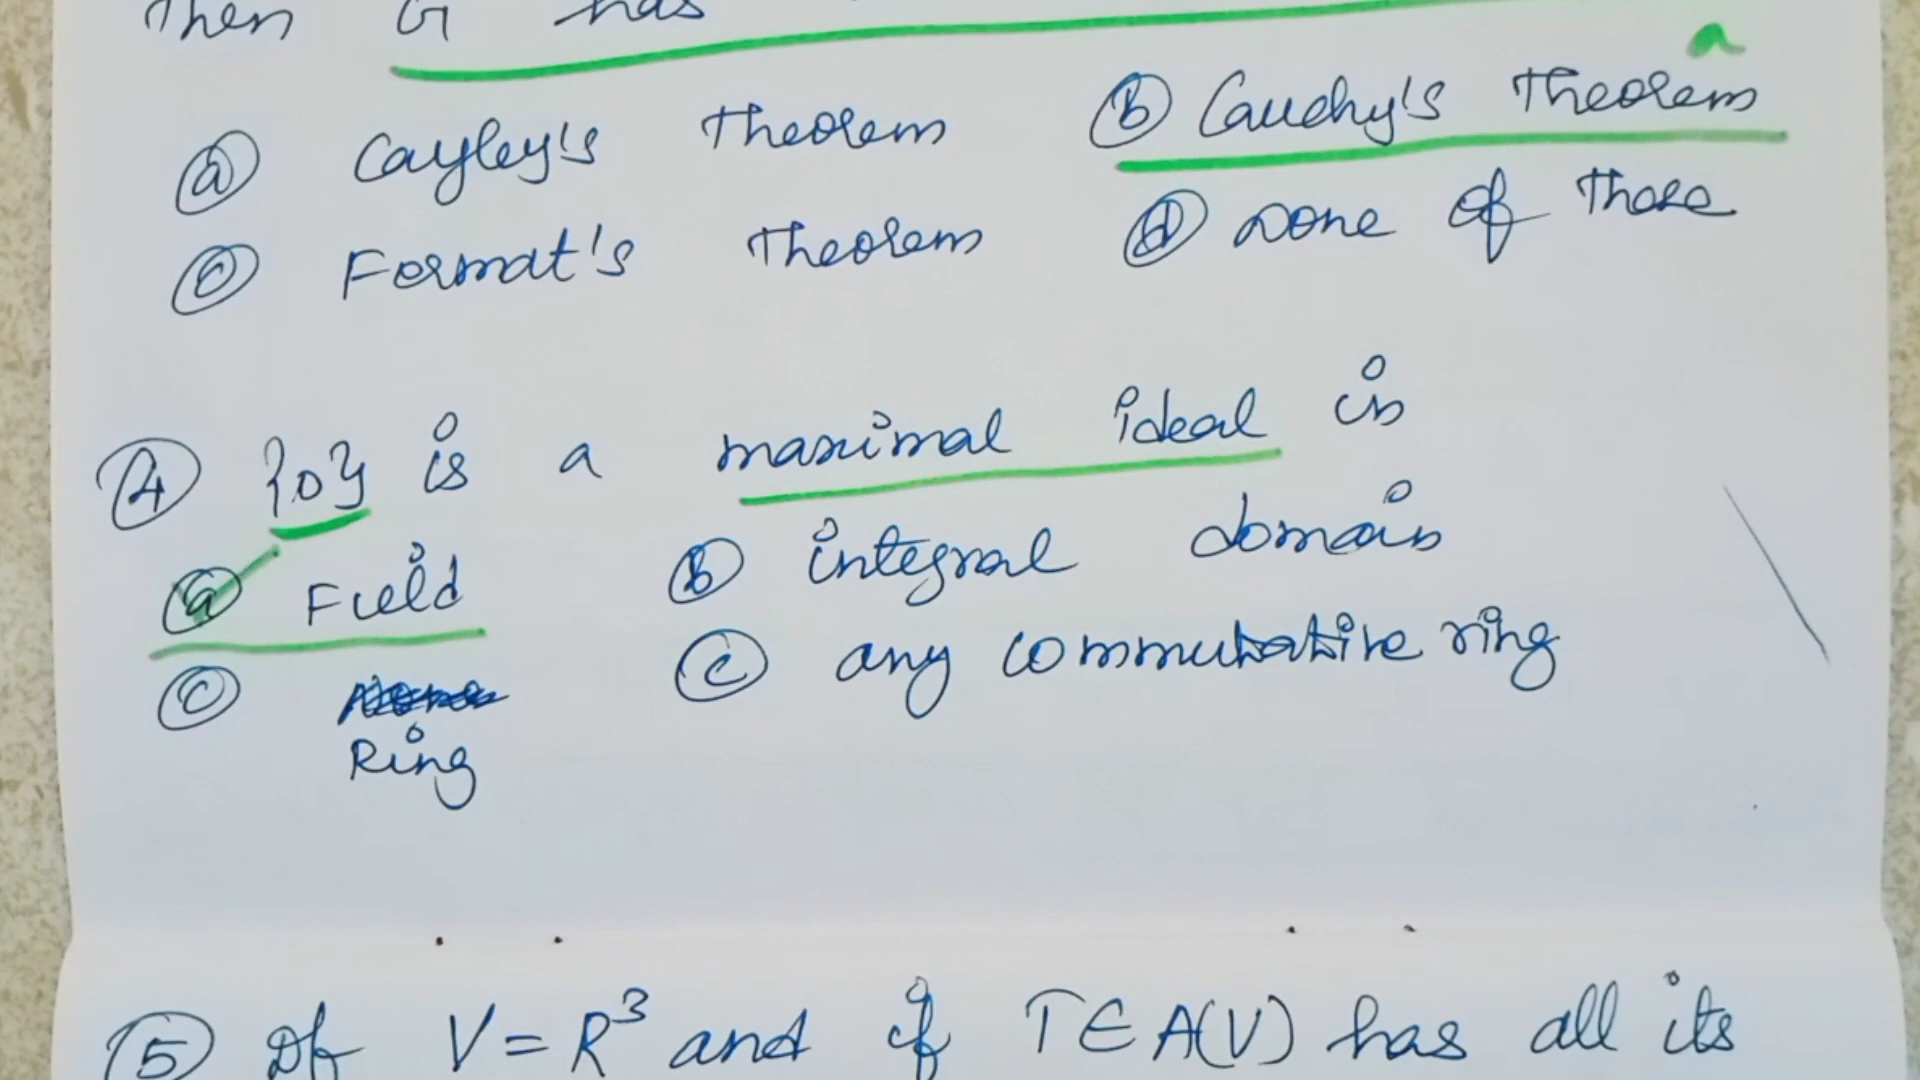 Then G has
ⓐ Cayley's Theorem ⓑ Cauchy's Theorem
ⓒ Fermat's Theorem ⓓ None of these
④ {0} is a maximal ideal in
ⓐ Field ⓑ integral domain
ⓒ Ring ⓒ any commutative ring
⑤ If V = R³ and if T∈A(V) has all its